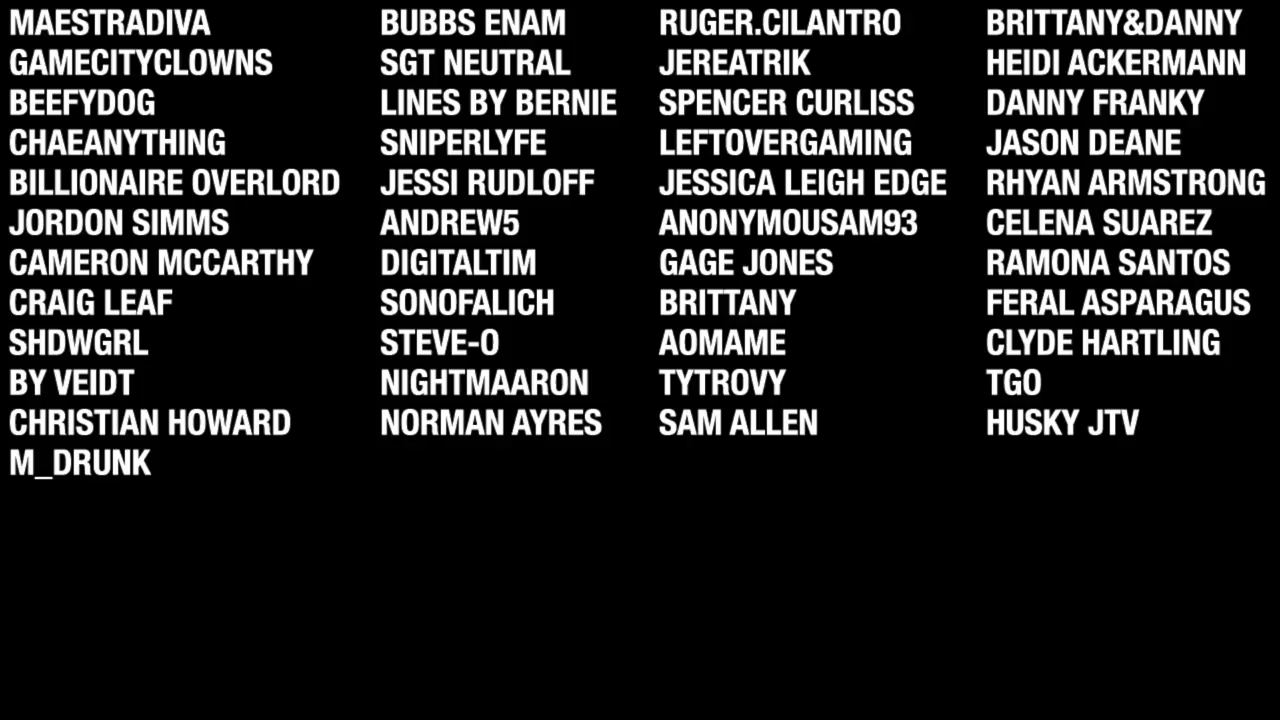 MAESTRADIVA BUBBS ENAM RUGER.CILANTRO BRITTANY&DANNY
GAMECITYCLOWNS SGT NEUTRAL JEREATRIK HEIDI ACKERMANN
BEEFYDOG LINES BY BERNIE SPENCER CURLISS DANNY FRANKY
CHAEANYTHING SNIPERLYFE LEFTOVERGAMING JASON DEANE
BILLIONAIRE OVERLORD JESSI RUDLOFF JESSICA LEIGH EDGE RHYAN ARMSTRONG
JORDON SIMMS ANDREW5 ANONYMOUSAM93 CELENA SUAREZ
CAMERON MCCARTHY DIGITALTIM GAGE JONES RAMONA SANTOS
CRAIG LEAF SONOFALICH BRITTANY FERAL ASPARAGUS
SHDWGRL STEVE-O AOMAME CLYDE HARTLING
BY VEIDT NIGHTMAARON TYTROVY TGO
CHRISTIAN HOWARD NORMAN AYRES SAM ALLEN HUSKY JTV
M_DRUNK